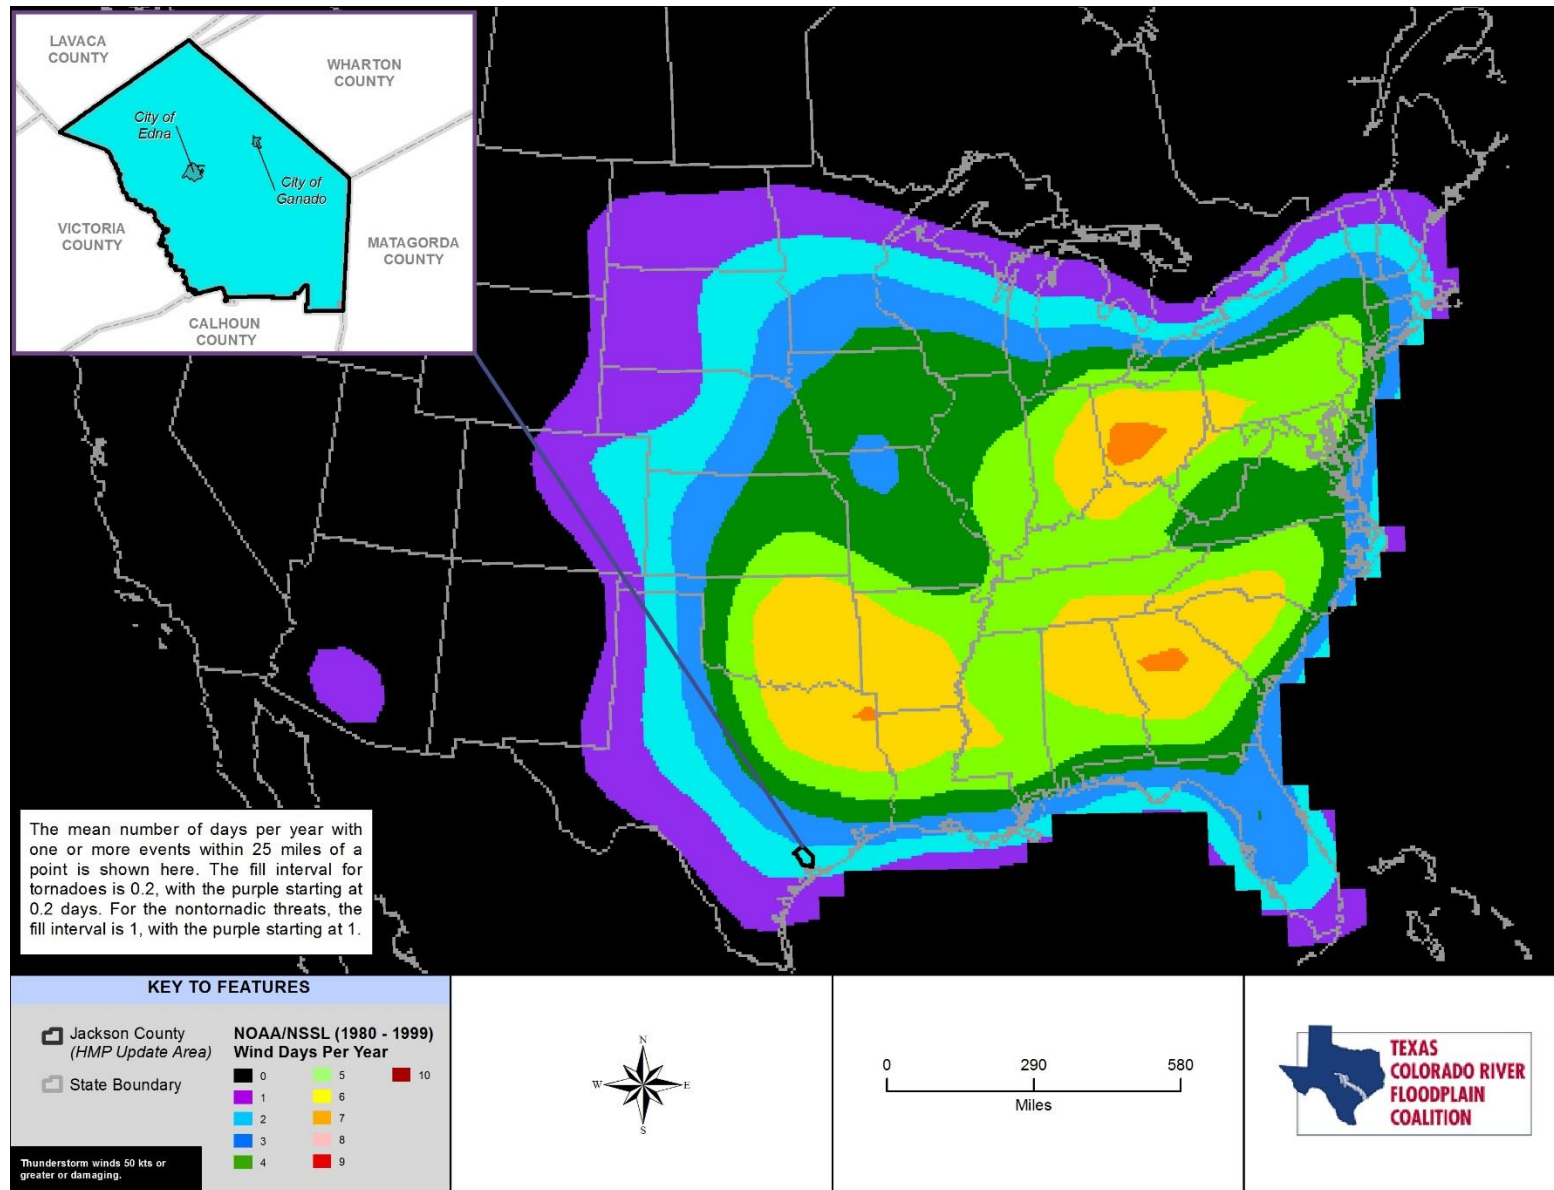 LAVACA
COUNTY
WHARTON
COUNTY
City of
Edna
City of
Ganado
VICTORIA
COUNTY
MATAGORDA
COUNTY
CALHOUN
COUNTY
The mean number of days per year with
one or more events within 25 miles of a
point is shown here. The fill interval for
tornadoes is 0.2, with the purple starting at
0.2 days. For the nontornadic threats, the
fill interval is 1, with the purple starting at 1.
KEY TO FEATURES
Jackson County
(HMP Update Area)
State Boundary
Thunderstorm winds 50 kts or
greater or damaging.
NOAA/NSSL (1980 - 1999)
Wind Days Per Year
0
1
2
3
4
5
6
7
8
9
10
N
W
E
S
0 290 580
Miles
TEXAS
COLORADO RIVER
FLOODPLAIN
COALITION